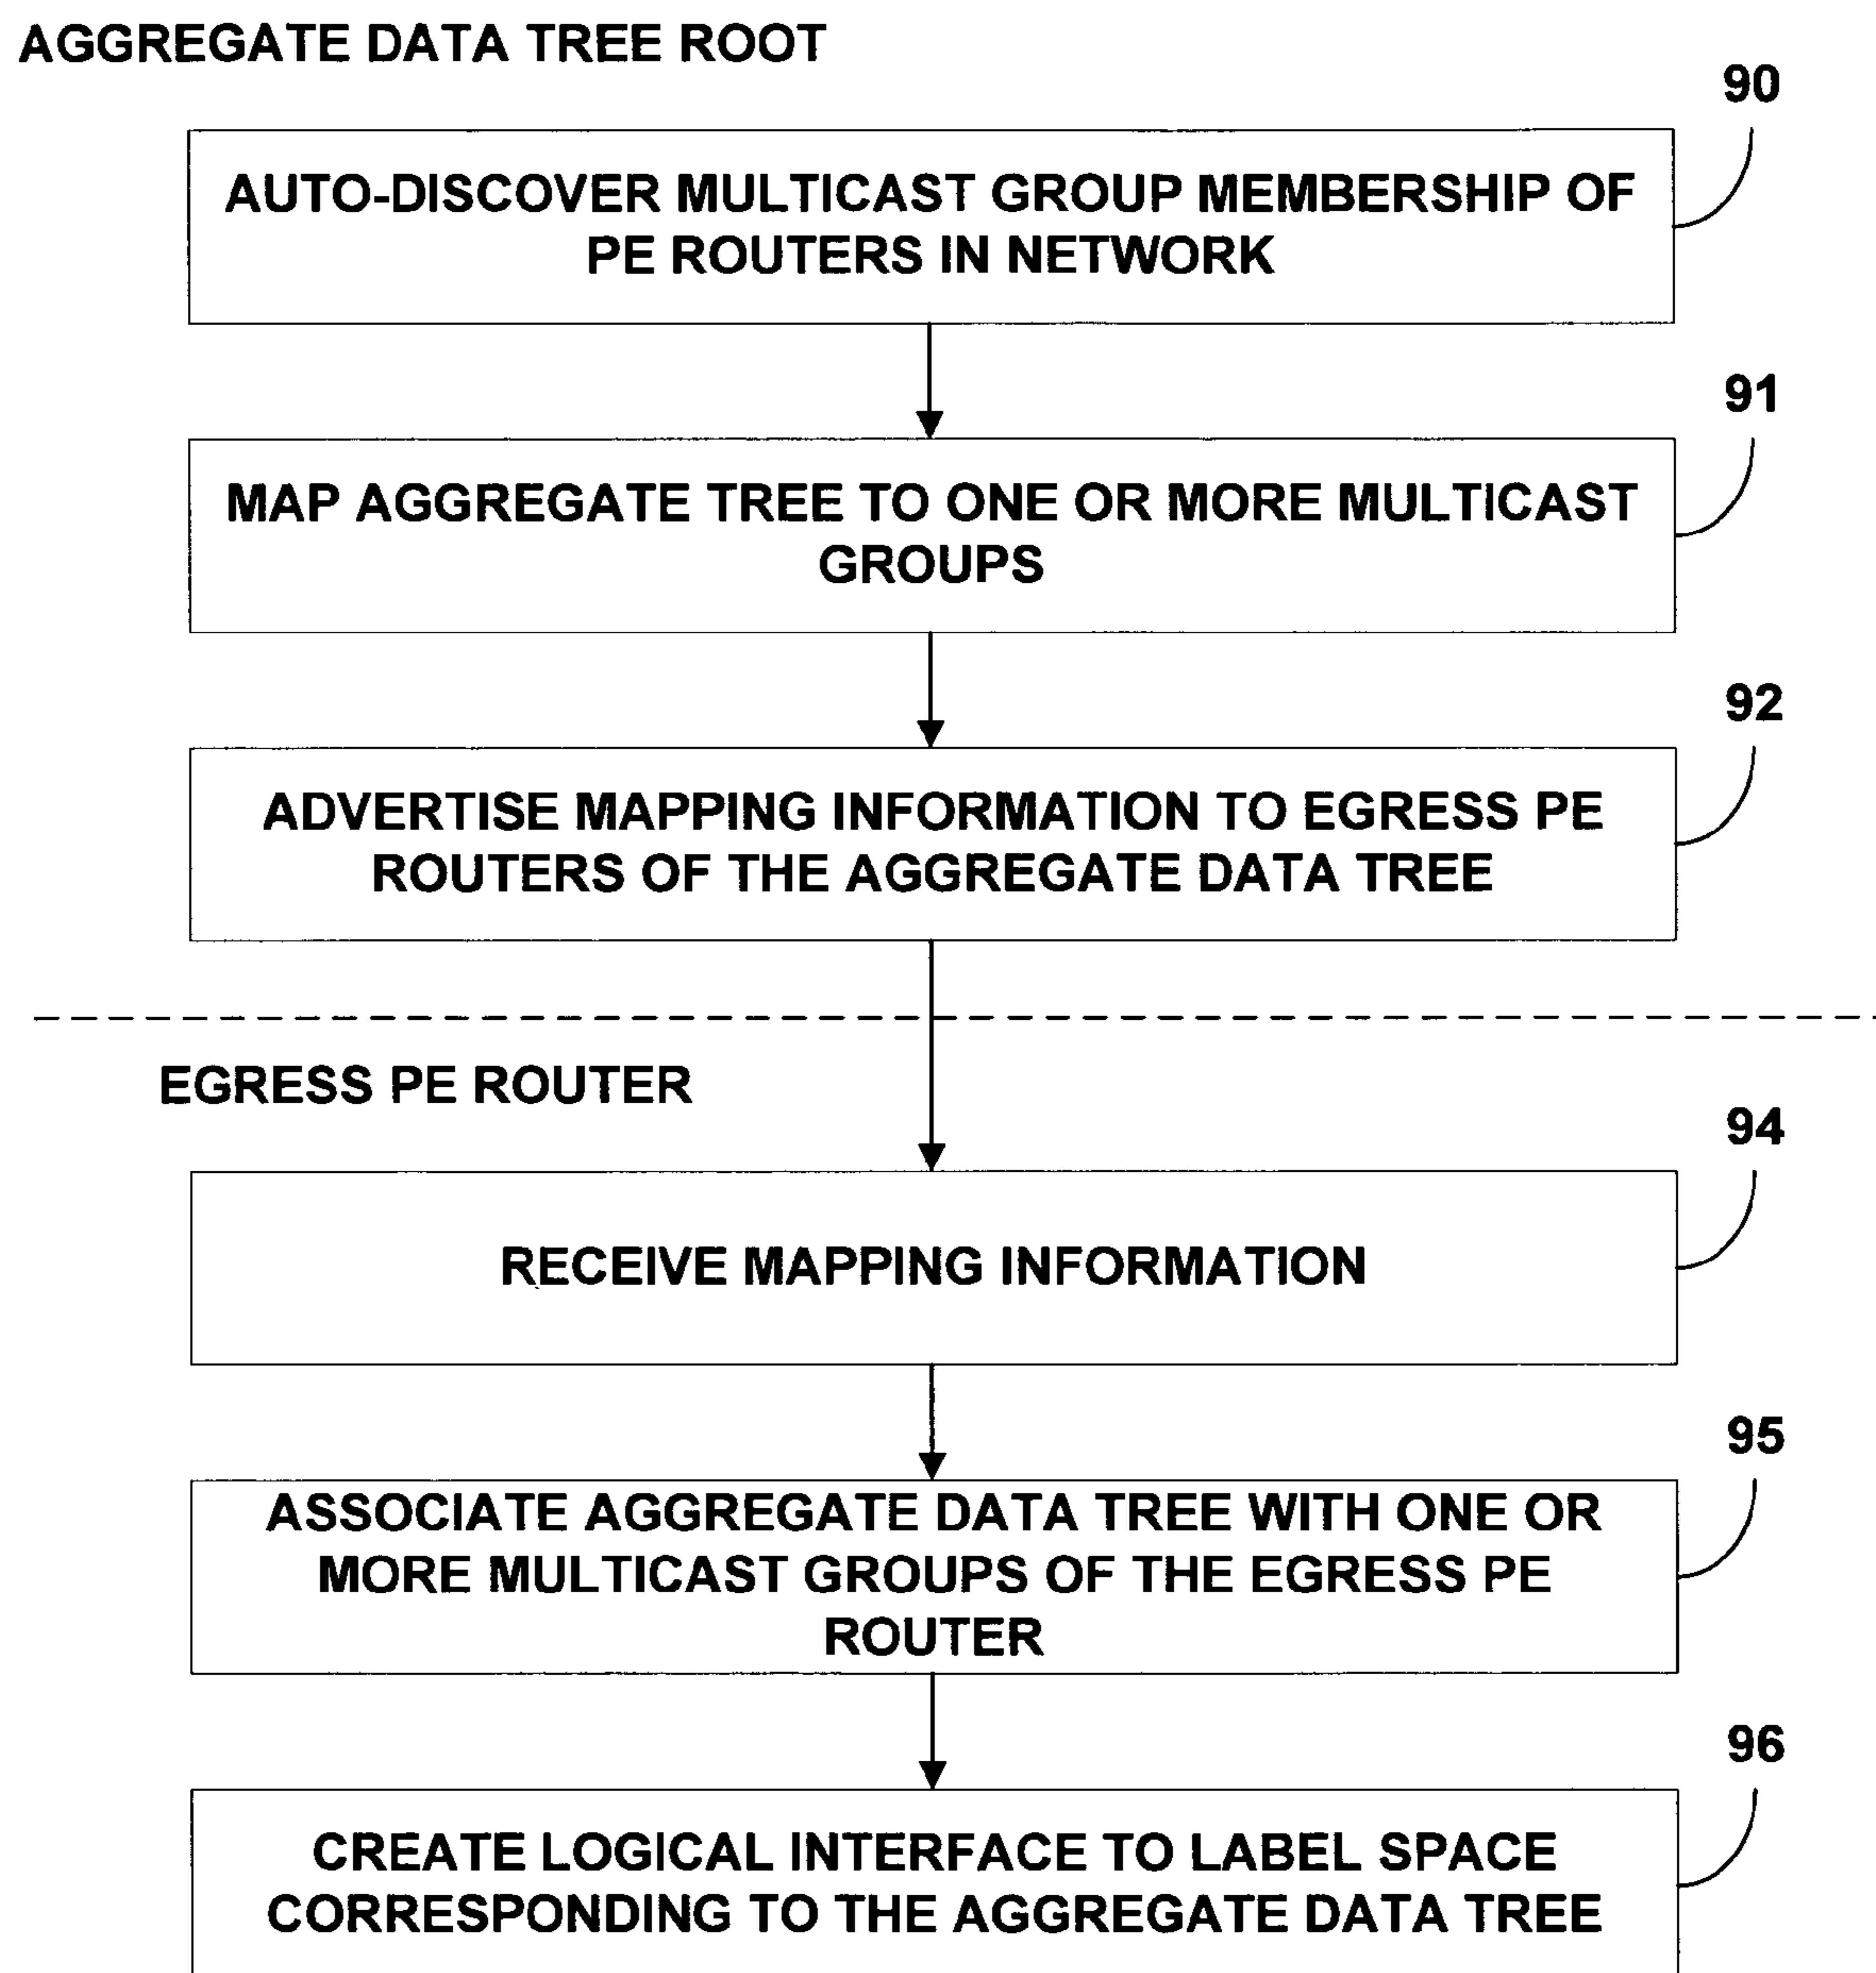 AGGREGATE DATA TREE ROOT
90
AUTO-DISCOVER MULTICAST GROUP MEMBERSHIP OF
PE ROUTERS IN NETWORK
91
MAP AGGREGATE TREE TO ONE OR MORE MULTICAST
GROUPS
92
ADVERTISE MAPPING INFORMATION TO EGRESS PE
ROUTERS OF THE AGGREGATE DATA TREE
EGRESS PE ROUTER
94
RECEIVE MAPPING INFORMATION
95
ASSOCIATE AGGREGATE DATA TREE WITH ONE OR
MORE MULTICAST GROUPS OF THE EGRESS PE
ROUTER
96
CREATE LOGICAL INTERFACE TO LABEL SPACE
CORRESPONDING TO THE AGGREGATE DATA TREE